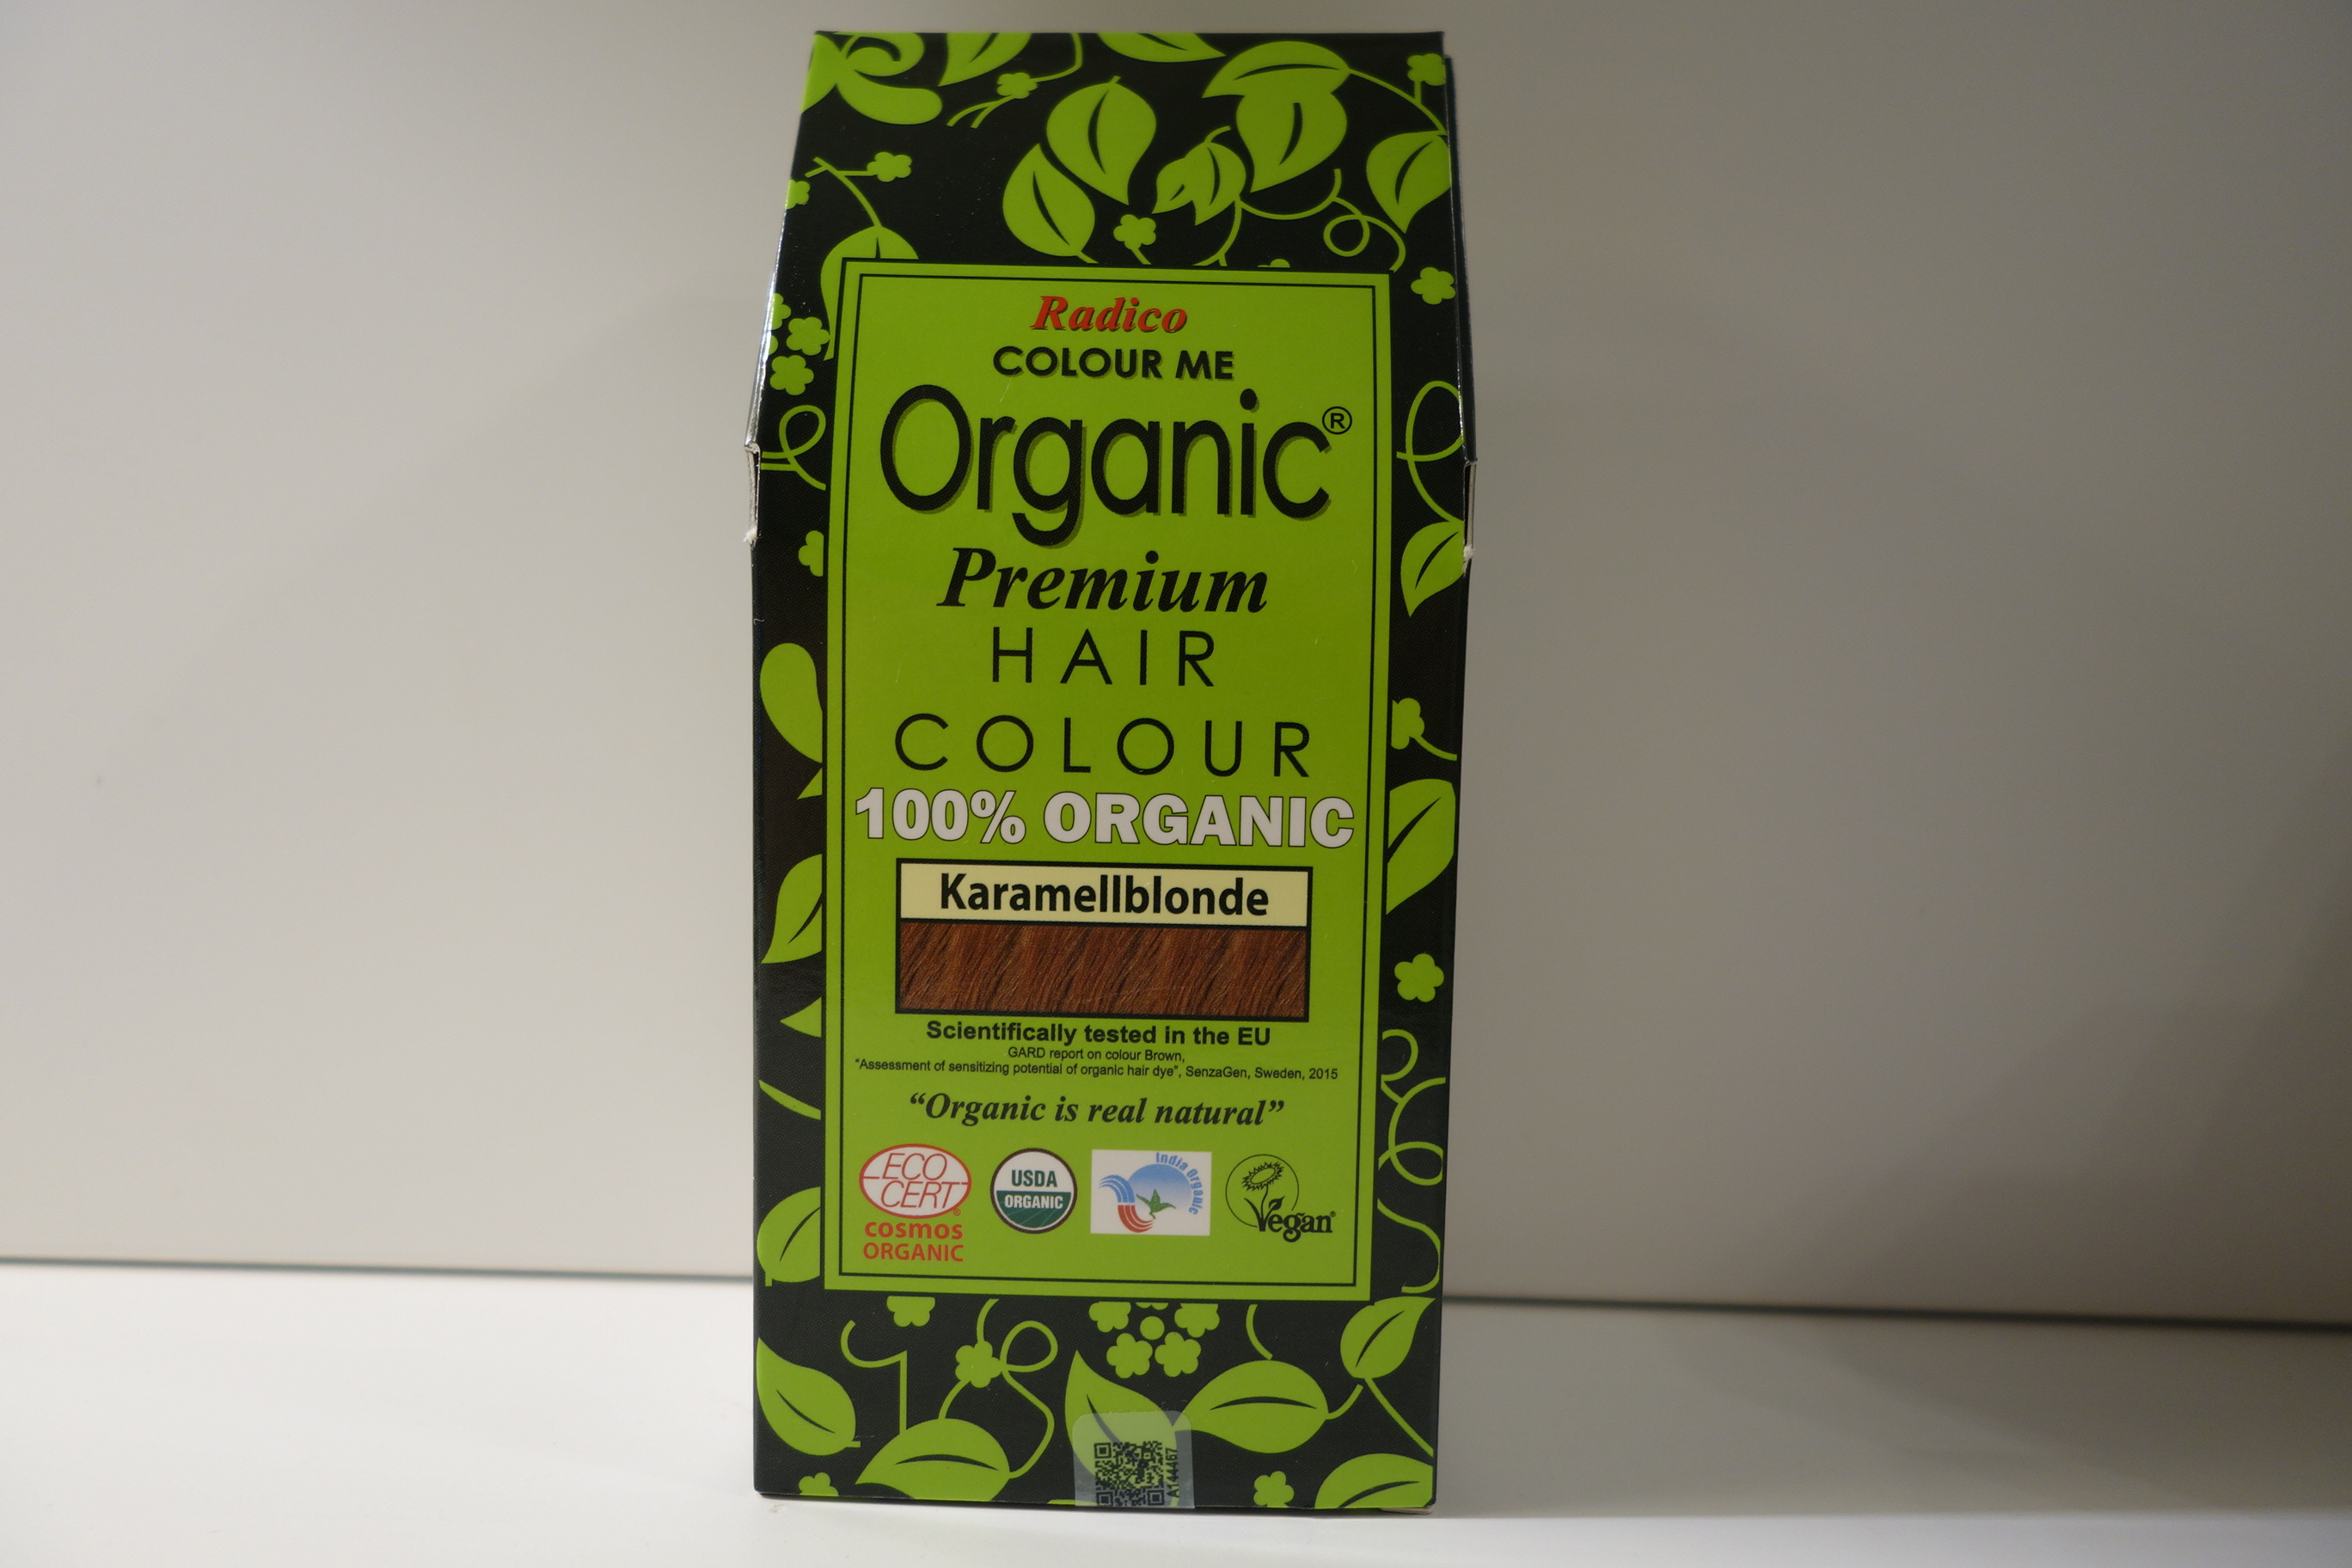 Radico
COLOUR ME
Organic®
Premium
HAIR
COLOUR
100% ORGANIC
Karamellblonde
Scientifically tested in the EU
GARD report on colour Brown,
"Assessment of sensitizing potential of organic hair dye", SenzaGen, Sweden, 2015
“Organic is real natural”
ECO
CERT®
cosmos
ORGANIC
USDA
ORGANIC
India Organic
Vegan®
A144467